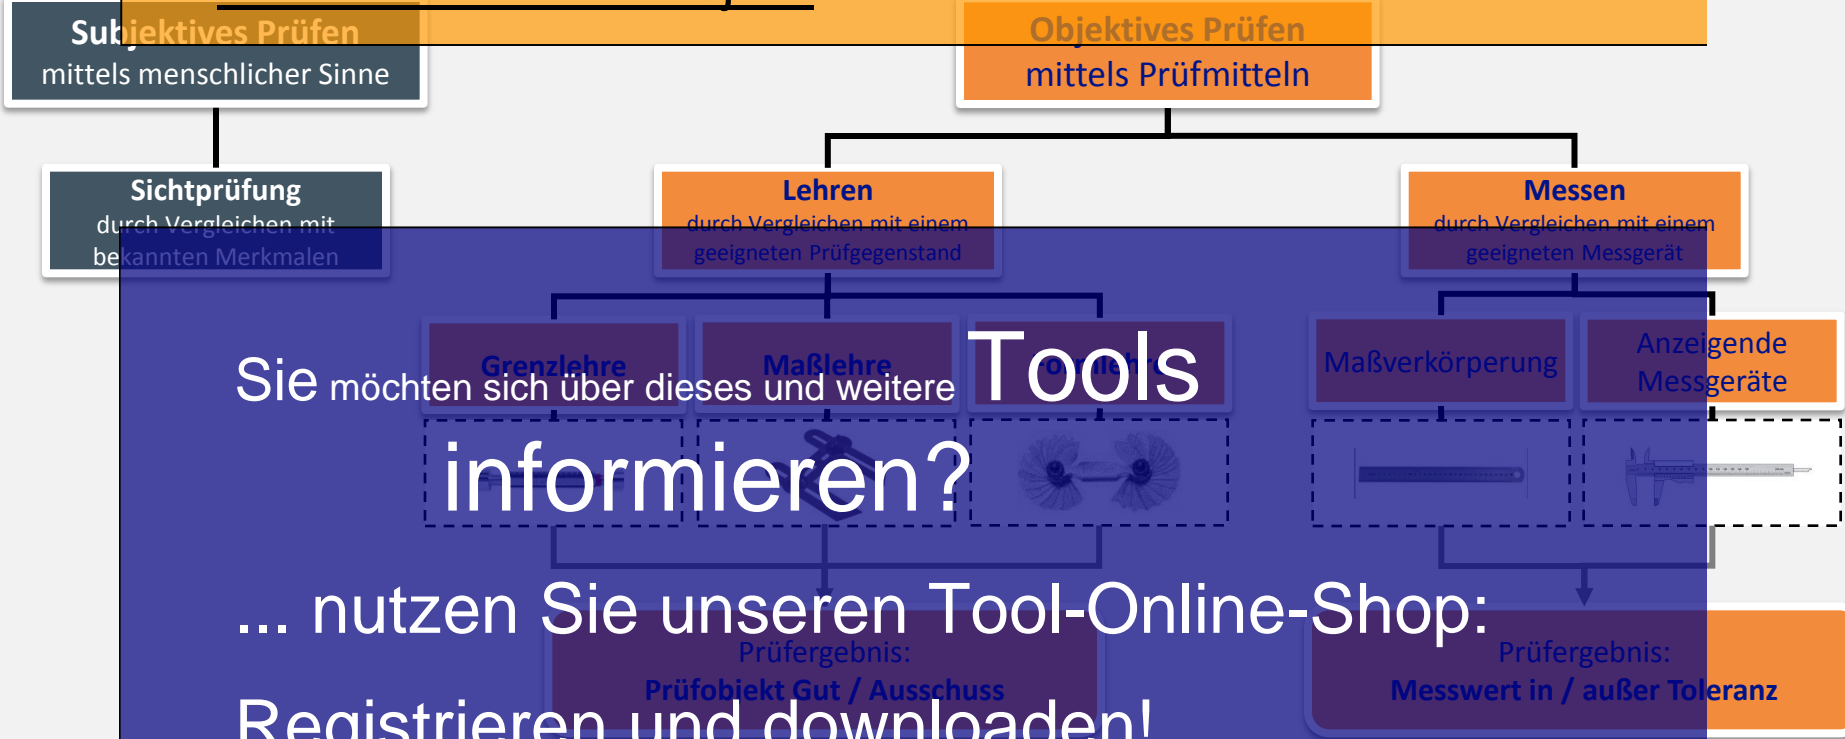 Subjektives Prüfen
mittels menschlicher Sinne
Objektives Prüfen
mittels Prüfmitteln
Sichtprüfung
durch Vergleichen mit
bekannten Merkmalen
Lehren
durch Vergleichen mit einem
geeigneten Prüfgegenstand
Messen
durch Vergleichen mit einem
geeigneten Messgerät
Grenzlehre
Maßlehre
Formlehre
Maßverkörperung
Anzeigende
Messgeräte
Sie möchten sich über dieses und weitere Tools
informieren?
... nutzen Sie unseren Tool-Online-Shop:
Prüfergebnis:
Prüfobjekt Gut / Ausschuss
Prüfergebnis:
Messwert in / außer Toleranz
Registrieren und downloaden!